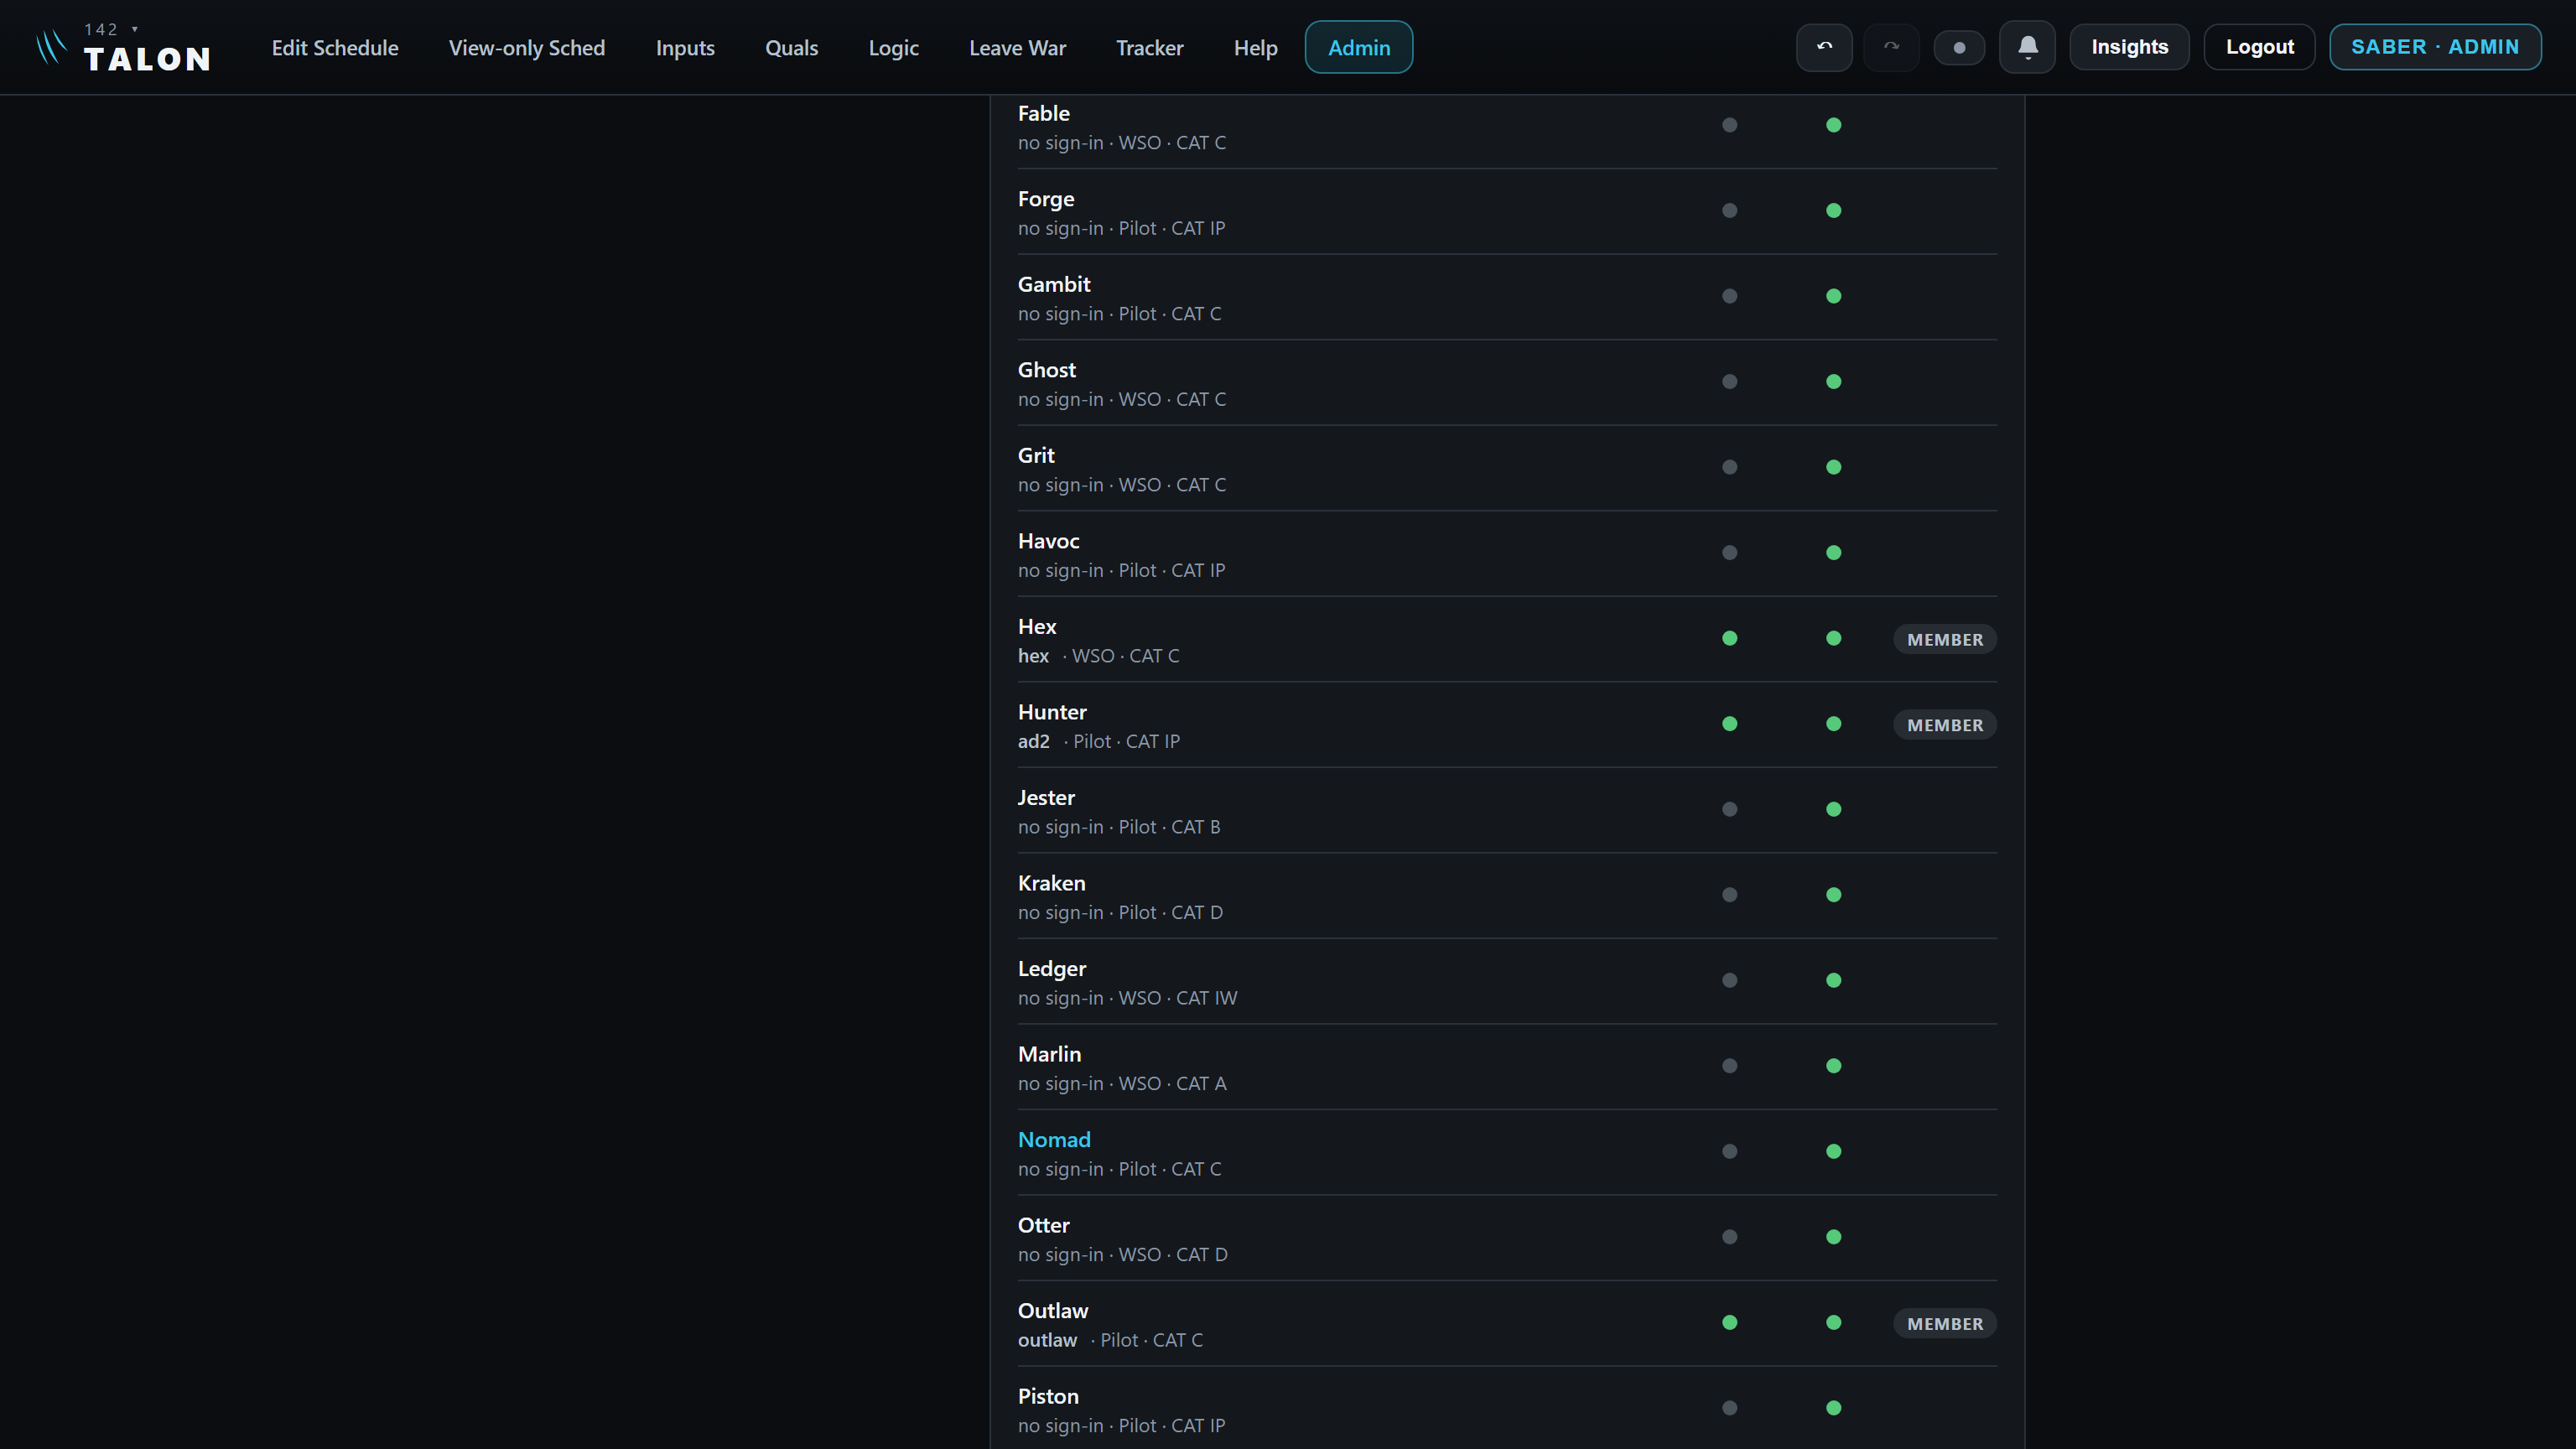 142 ▾
TALON
Edit Schedule
View-only Sched
Inputs
Quals
Logic
Leave War
Tracker
Help
Admin
Insights
Logout
SABER · ADMIN
Fable
no sign-in · WSO · CAT C
Forge
no sign-in · Pilot · CAT IP
Gambit
no sign-in · Pilot · CAT C
Ghost
no sign-in · WSO · CAT C
Grit
no sign-in · WSO · CAT C
Havoc
no sign-in · Pilot · CAT IP
Hex
hex · WSO · CAT C
MEMBER
Hunter
ad2 · Pilot · CAT IP
MEMBER
Jester
no sign-in · Pilot · CAT B
Kraken
no sign-in · Pilot · CAT D
Ledger
no sign-in · WSO · CAT IW
Marlin
no sign-in · WSO · CAT A
Nomad
no sign-in · Pilot · CAT C
Otter
no sign-in · WSO · CAT D
Outlaw
outlaw · Pilot · CAT C
MEMBER
Piston
no sign-in · Pilot · CAT IP